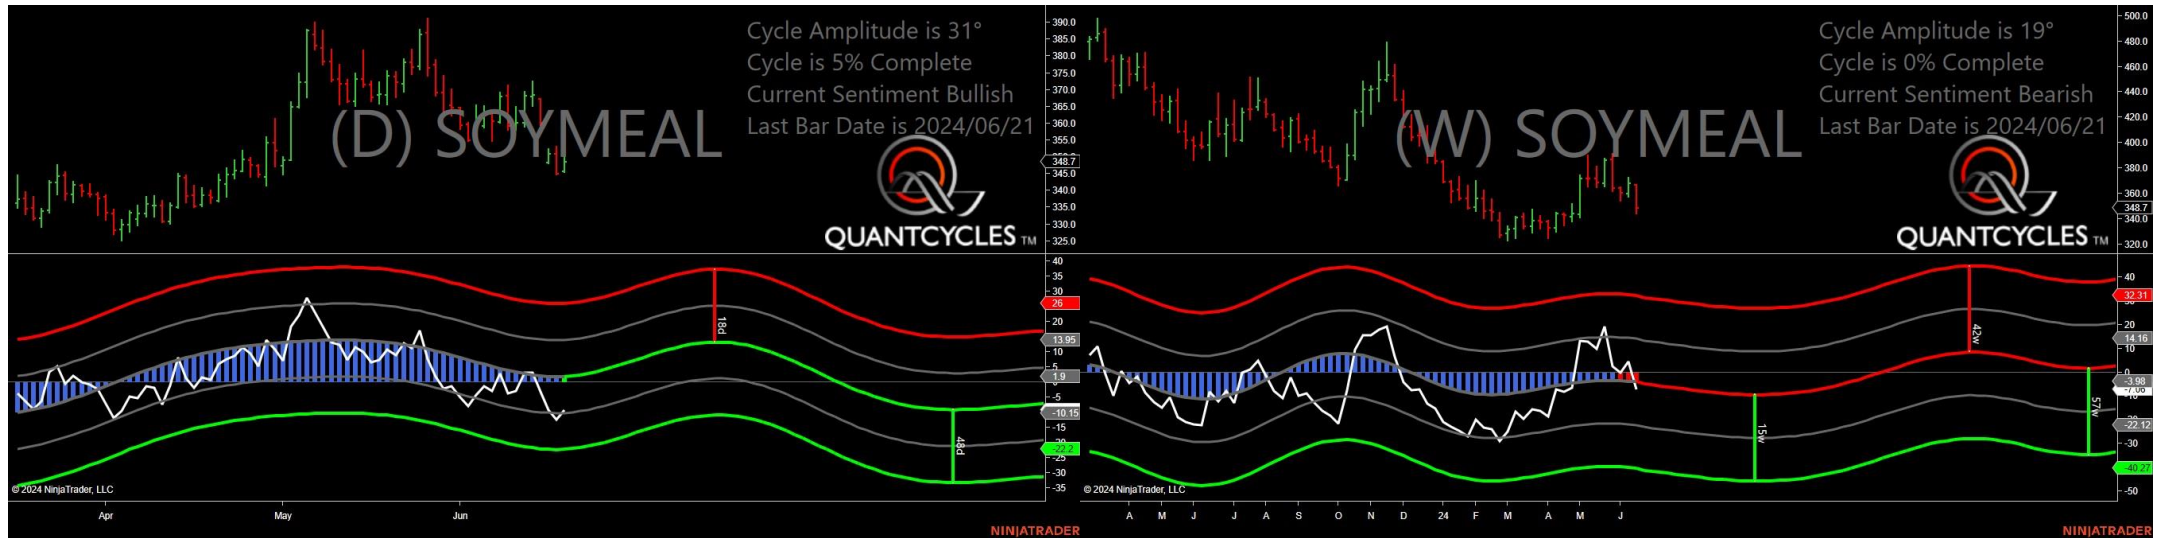 Cycle Amplitude is 31°
Cycle is 5% Complete
Current Sentiment Bullish
Last Bar Date is 2024/06/21
(D) SOYMEAL
QUANTCYCLES TM
390.0
385.0
380.0
375.0
370.0
365.0
360.0
355.0
348.7
345.0
340.0
335.0
330.0
325.0
40
35
30
26
20
13.95
10
5
1.9
-5
-10.15
-15
-22.2
-25
-30
-35
18d
48d
© 2024 NinjaTrader, LLC
Apr
May
Jun
NINJATRADER
Cycle Amplitude is 19°
Cycle is 0% Complete
Current Sentiment Bearish
Last Bar Date is 2024/06/21
(W) SOYMEAL
QUANTCYCLES TM
500.0
480.0
460.0
440.0
420.0
400.0
380.0
360.0
348.7
340.0
320.0
40
32.31
20
14.16
10
0
-3.98
-22.12
-30
-40.27
-50
42w
15w
57w
© 2024 NinjaTrader, LLC
A M J J A S O N D 24 F M A M J
NINJATRADER